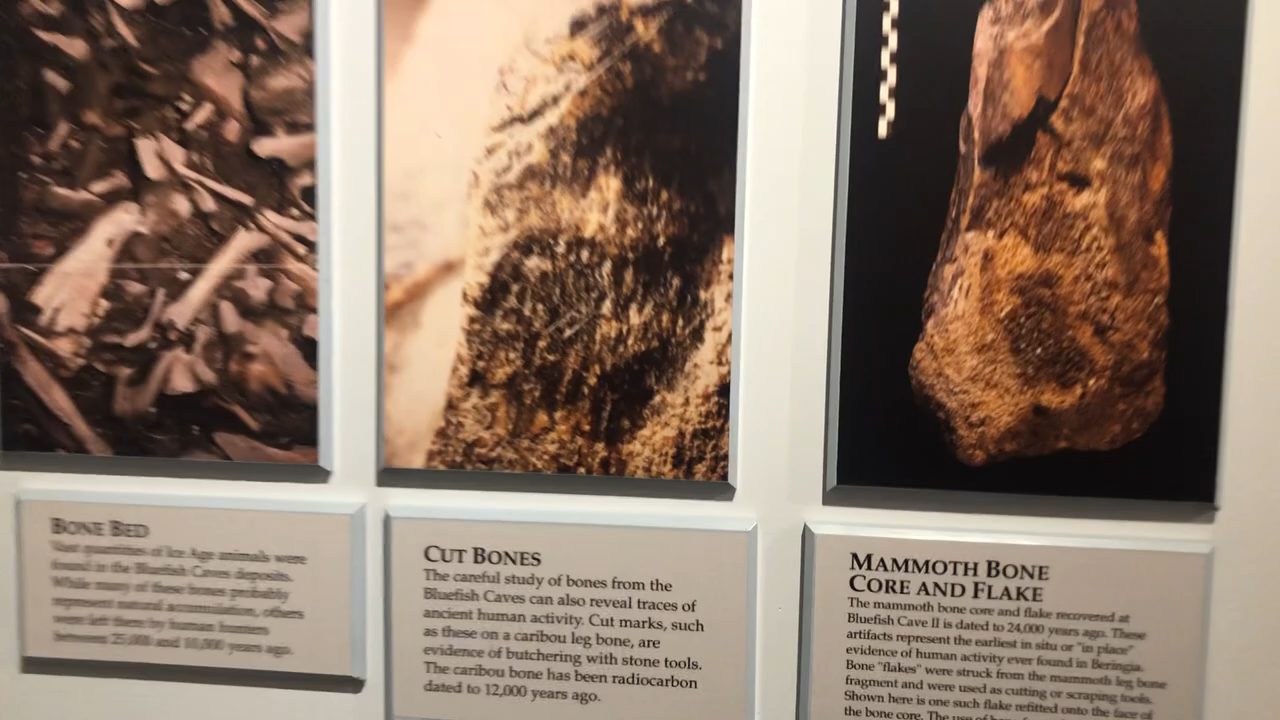 BONE BED
Vast quantities of Ice Age animals were
found in the Bluefish Caves deposits.
While many of these bones probably
represent natural accumulation, others
were left there by human hunters
between 25,000 and 10,000 years ago.
CUT BONES
The careful study of bones from the
Bluefish Caves can also reveal traces of
ancient human activity. Cut marks, such
as these on a caribou leg bone, are
evidence of butchering with stone tools.
The caribou bone has been radiocarbon
dated to 12,000 years ago.
MAMMOTH BONE
CORE AND FLAKE
The mammoth bone core and flake recovered at
Bluefish Cave II is dated to 24,000 years ago. These
artifacts represent the earliest in situ or "in place"
evidence of human activity ever found in Beringia.
Bone "flakes" were struck from the mammoth leg bone
fragment and were used as cutting or scraping tools.
Shown here is one such flake refitted onto the face of
the bone core. The use of